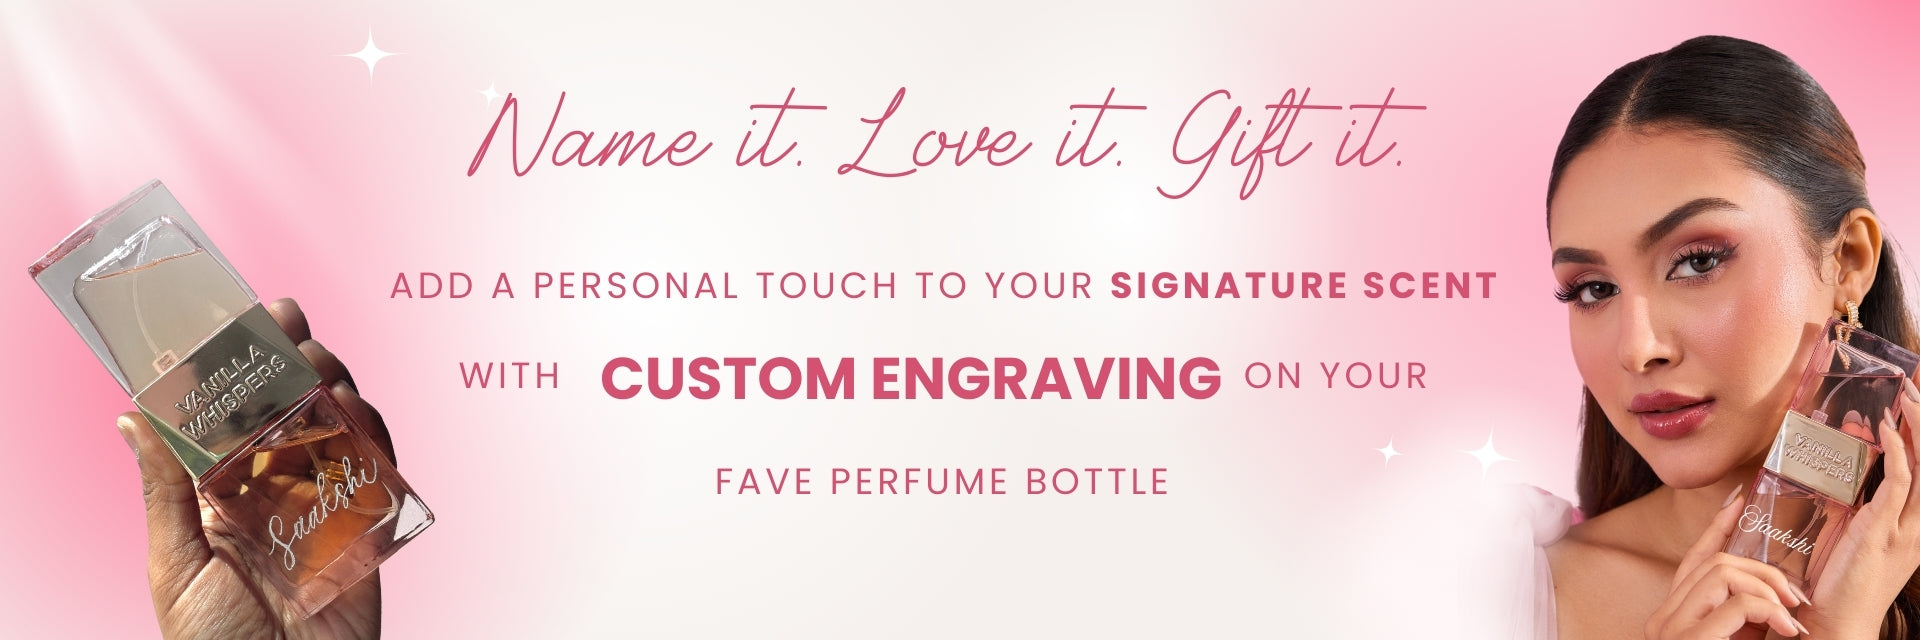 Name it. Love it. Gift it.
ADD A PERSONAL TOUCH TO YOUR SIGNATURE SCENT
WITH CUSTOM ENGRAVING ON YOUR
FAVE PERFUME BOTTLE
VANILLA
WHISPERS
Saakshi
VANILLA
WHISPERS
Saakshi